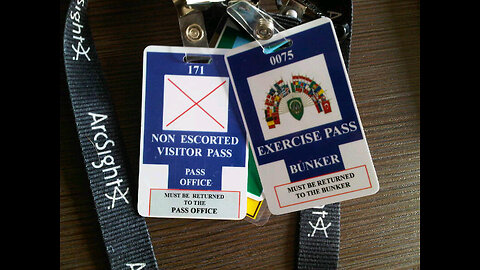 ArcSight
ArcSight
171
NON ESCORTED
VISITOR PASS
PASS
OFFICE
MUST BE RETURNED
TO THE
PASS OFFICE
0075
EXERCISE PASS
BUNKER
MUST BE RETURNED
TO THE BUNKER